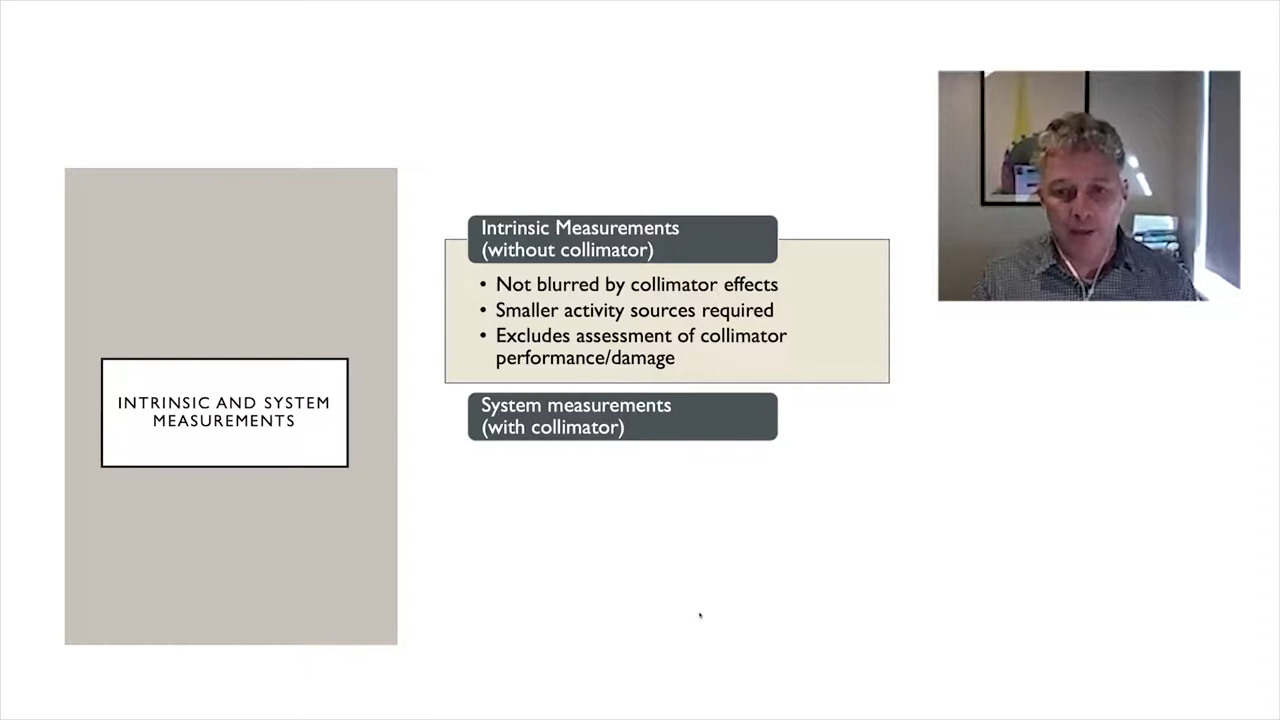 INTRINSIC AND SYSTEM
MEASUREMENTS
Intrinsic Measurements
(without collimator)
• Not blurred by collimator effects
• Smaller activity sources required
• Excludes assessment of collimator
performance/damage
System measurements
(with collimator)